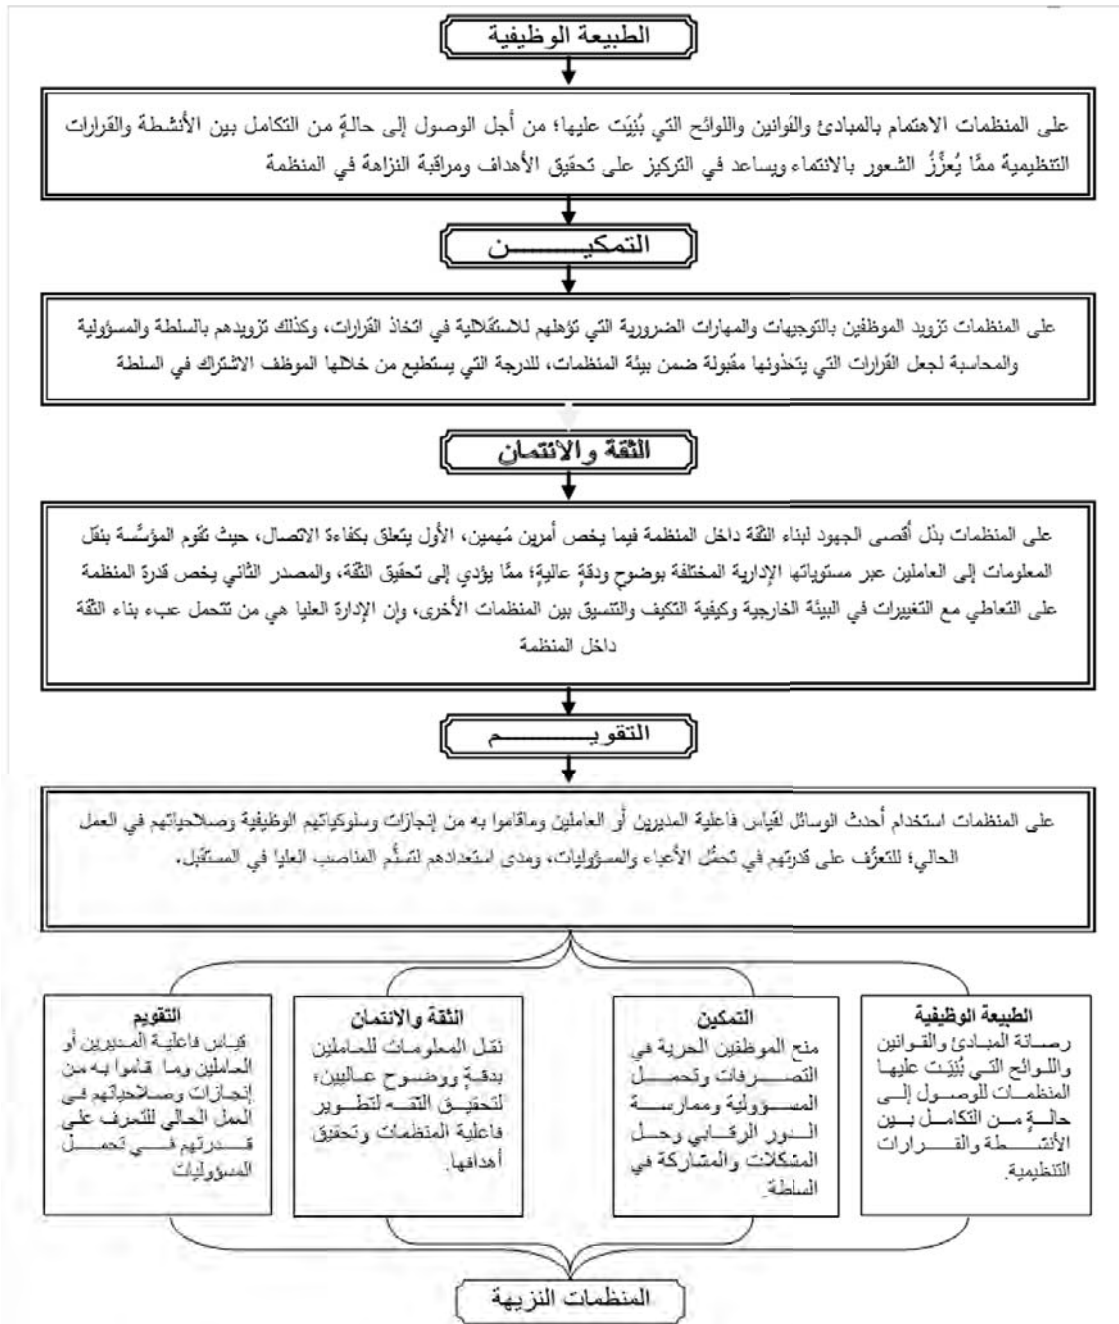 الطبيعة الوظيفية
على المنظمات الاهتمام بالمبادئ والقوانين واللوائح التي بُنِيَت عليها؛ من أجل الوصول إلى حالةٍ من التكامل بين الأنشطة والقرارات
التنظيمية ممَّا يُعزِّزُ الشعور بالانتماء ويساعد في التركيز على تحقيق الأهداف ومراقبة النزاهة في المنظمة
التمكيـــــــــــن
على المنظمات تزويد الموظفين بالتوجيهات والمهارات الضرورية التي تؤهلهم للاستقلالية في اتخاذ القرارات، وكذلك تزويدهم بالسلطة والمسؤولية
والمحاسبة لجعل القرارات التي يتخذونها مقبولة ضمن بيئة المنظمات، للدرجة التي يستطيع من خلالها الموظف الاشتراك في السلطة
الثقة والائتمان
على المنظمات بذل أقصى الجهود لبناء الثقة داخل المنظمة فيما يخص أمرين مُهمين، الأول يتعلق بكفاءة الاتصال، حيث تقوم المؤسَّسة بنقل
المعلومات إلى العاملين عبر مستوياتها الإدارية المختلفة بوضوحٍ ودقةٍ عاليةٍ؛ ممَّا يؤدي إلى تحقيق الثقة، والمصدر الثاني يخص قدرة المنظمة
على التعاطي مع التغييرات في البيئة الخارجية وكيفية التكيف والتنسيق بين المنظمات الأخرى، وإن الإدارة العليا هي من تتحمل عبء بناء الثقة
داخل المنظمة
التقويـــــــــــم
على المنظمات استخدام أحدث الوسائل لقياس فاعلية المديرين أو العاملين وماقاموا به من إنجازات وسلوكياتهم الوظيفية وصلاحياتهم في العمل
الحالي؛ للتعرُّف على قدرتهم في تحمُّل الأعباء والمسؤوليات، ومدى استعدادهم لتسنُّم المناصب العليا في المستقبل.
الطبيعة الوظيفية
رصانة المبادئ والقوانين
واللوائح التي بُنِيَت عليها
المنظمات للوصول إلى
حالةٍ من التكامل بين
الأنشطة والقرارات
التنظيمية.
التمكين
منح الموظفين الحرية في
التصرفات وتحمل
المسؤولية وممارسة
الدور الرقابي وحل
المشكلات والمشاركة في
السلطة.
الثقة والائتمان
نقل المعلومات للعاملين
بدقة ووضوح عاليين؛
لتحقيق الثقه لتطوير
فاعلية المنظمات وتحقيق
أهدافها.
التقويم
قياس فاعلية المديرين أو
العاملين وما قاموا به من
إنجازات وصلاحياتهم في
العمل الحالي للتعرف على
قدرتهم في تحمل
المسؤوليات
المنظمات النزيهة